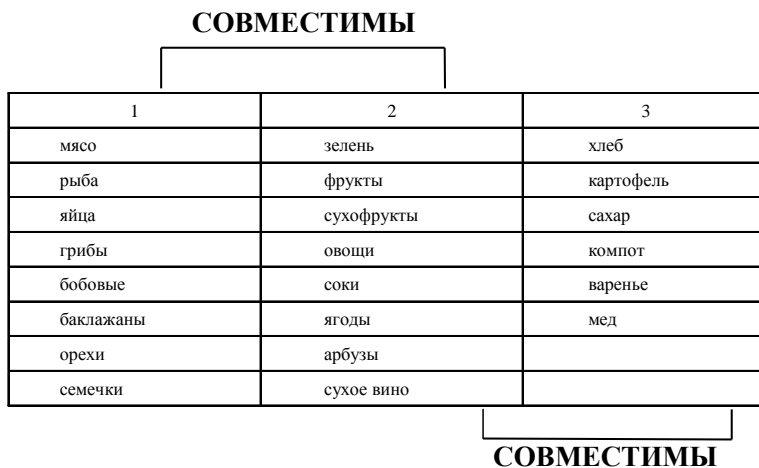 СОВМЕСТИМЫ
1 2 3
мясо зелень хлеб
рыба фрукты картофель
яйца сухофрукты сахар
грибы овощи компот
бобовые соки варенье
баклажаны ягоды мед
орехи арбузы
семечки сухое вино
СОВМЕСТИМЫ